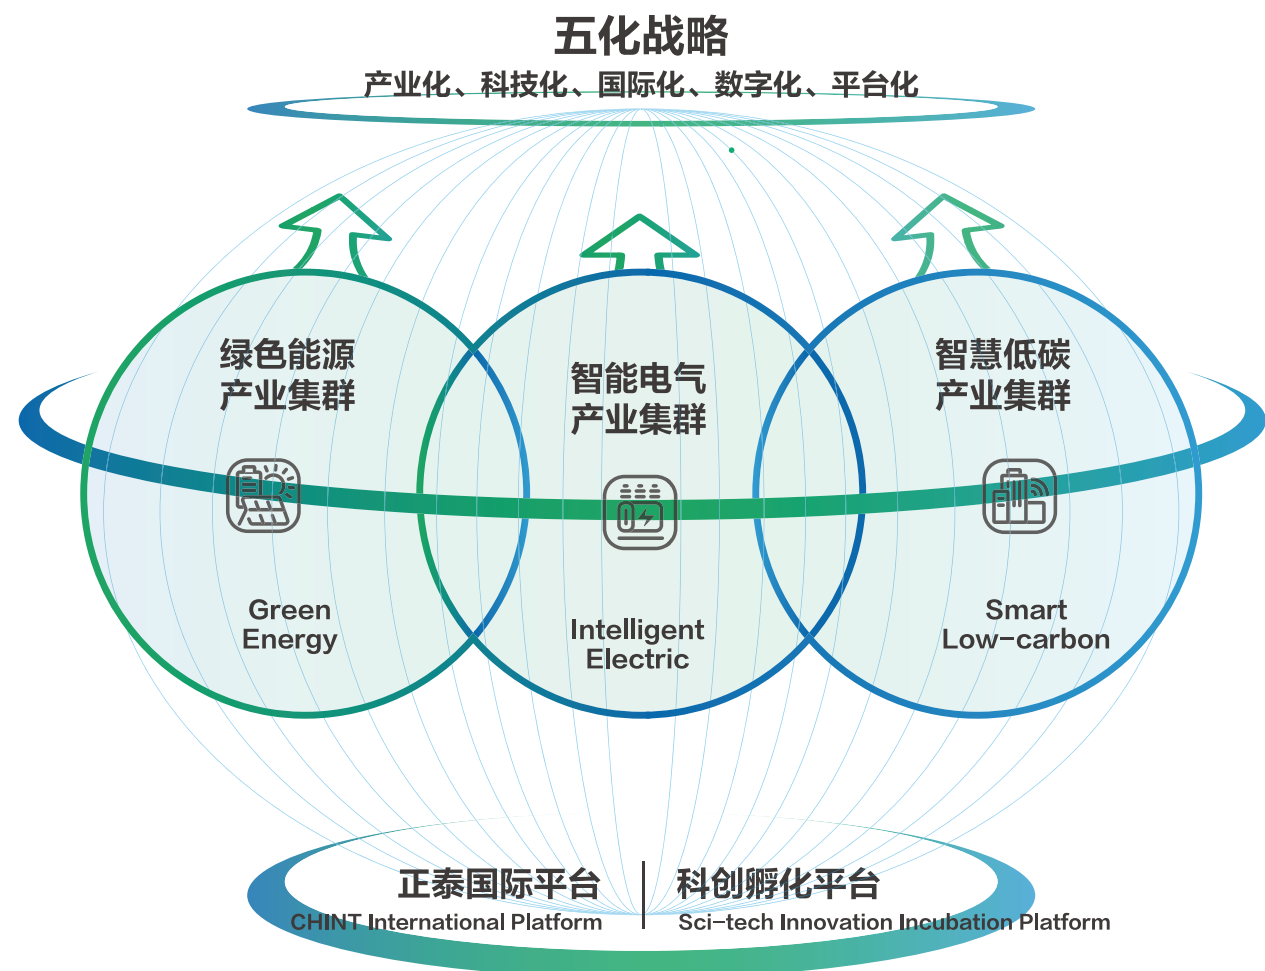 五化战略
产业化、科技化、国际化、数字化、平台化
绿色能源
产业集群
Green
Energy
智能电气
产业集群
Intelligent
Electric
智慧低碳
产业集群
Smart
Low-carbon
正泰国际平台
CHINT International Platform
科创孵化平台
Sci-tech Innovation Incubation Platform